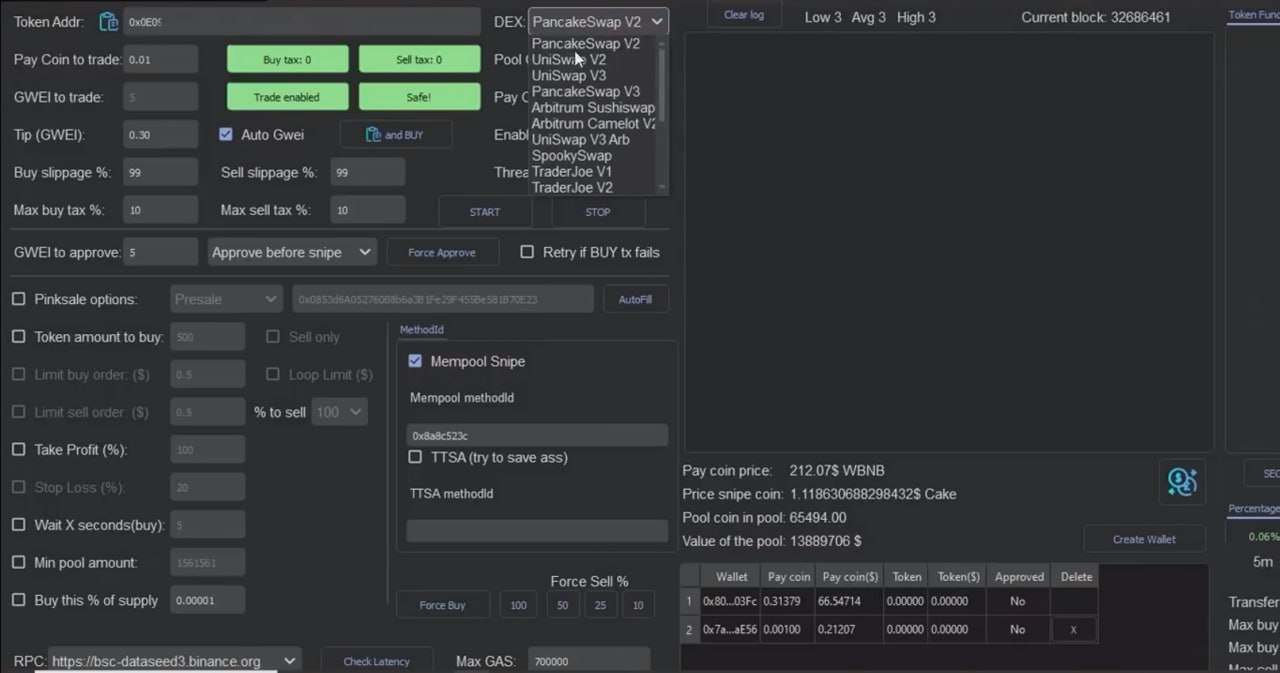 Token Addr: 0x0E09 DEX: PancakeSwap V2 Clear log Low 3 Avg 3 High 3 Current block: 32686461 Token Func
PancakeSwap V2
Pay Coin to trade: 0.01 Buy tax: 0 Sell tax: 0 Pool UniSwap V2
UniSwap V3
GWEI to trade: 5 Trade enabled Safe! Pay C PancakeSwap V3
Arbitrum Sushiswap
Arbitrum Camelot V2
Tip (GWEI): 0.30 Auto Gwei and BUY Enabl UniSwap V3 Arb
SpookySwap
Buy slippage %: 99 Sell slippage %: 99 Threa TraderJoe V1
TraderJoe V2
Max buy tax %: 10 Max sell tax %: 10 START STOP
GWEI to approve: 5 Approve before snipe Force Approve Retry if BUY tx fails
Pinksale options: Presale AutoFill
Token amount to buy: 500 Sell only MethodId
Mempool Snipe
Limit buy order: ($) 0.5 Loop Limit ($)
Mempool methodId
Limit sell order: ($) 0.5 % to sell 100
0x8a8c523c
Take Profit (%): 100 TTSA (try to save ass)
Stop Loss (%): 20 TTSA methodId
Wait X seconds(buy): 5
Min pool amount: 1561561
Buy this % of supply 0.00001
Force Sell %
Force Buy 100 50 25 10
RPC: https://bsc-dataseed3.binance.org Check Latency Max GAS: 700000
Pay coin price: 212.07$ WBNB
Price snipe coin: 1.11863068298432$ Cake
Pool coin in pool: 65494.00
Value of the pool: 13889706 $
Create Wallet
Wallet Pay coin Pay coin($) Token Token($) Approved Delete
1 0x80...03Fc 0.31379 66.54714 0.00000 0.00000 No
2 0x7a...aE56 0.00100 0.21207 0.00000 0.00000 No X
SEC
Percentage
0.06%
5m
Transfer
Max buy
Max buy
Max sell